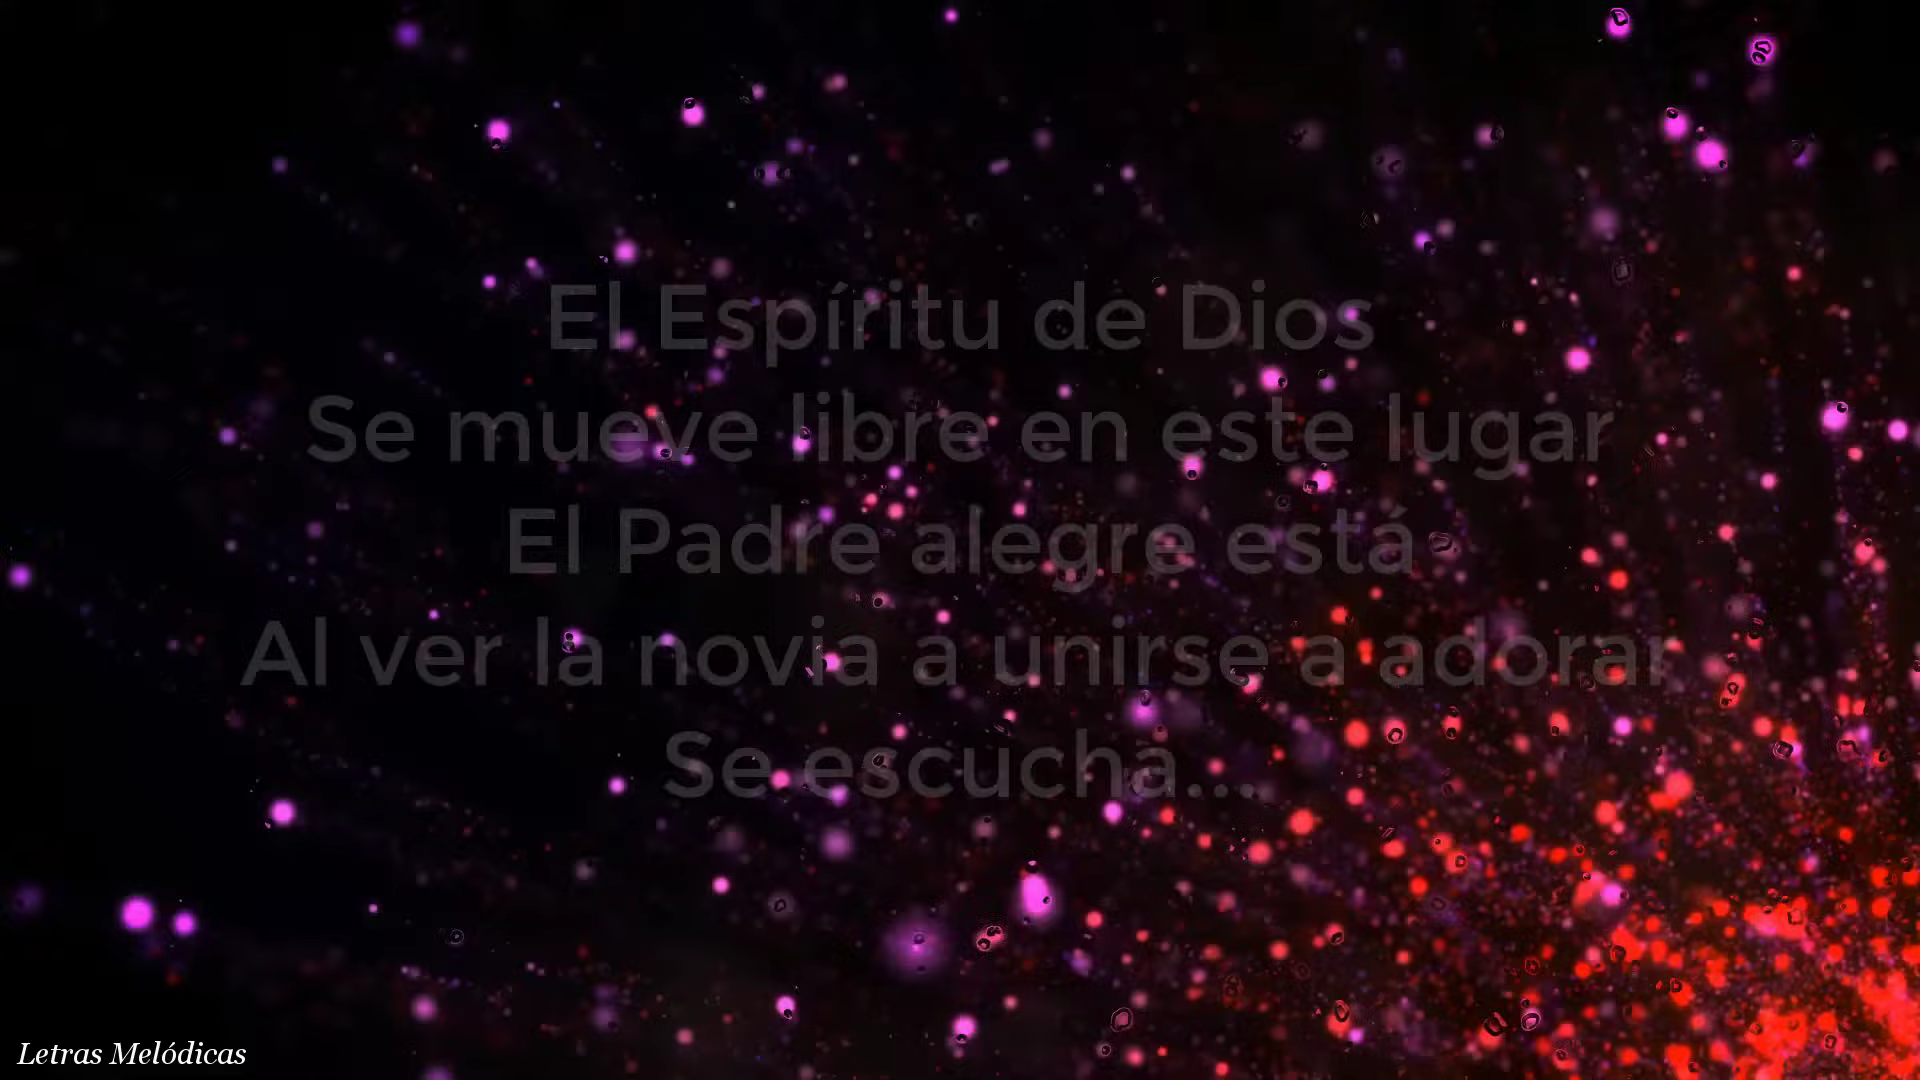 El Espíritu de Dios
Se mueve libre en este lugar
El Padre alegre está
Al ver la novia a unirse a adorar
Se escucha...
Letras Melódicas